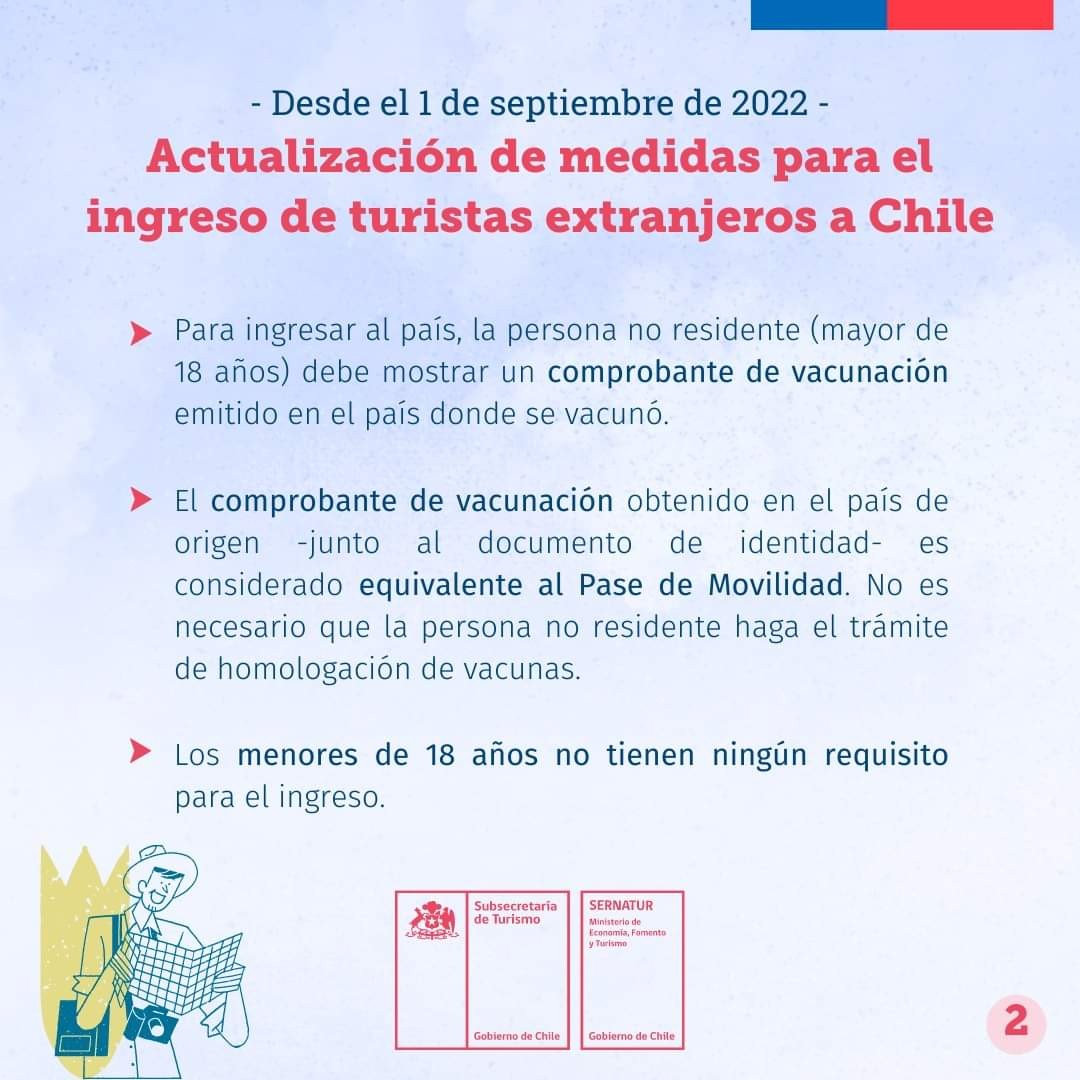 - Desde el 1 de septiembre de 2022 -
Actualización de medidas para el
ingreso de turistas extranjeros a Chile
Para ingresar al país, la persona no residente (mayor de
18 años) debe mostrar un comprobante de vacunación
emitido en el país donde se vacunó.
El comprobante de vacunación obtenido en el país de
origen -junto al documento de identidad- es
considerado equivalente al Pase de Movilidad. No es
necesario que la persona no residente haga el trámite
de homologación de vacunas.
Los menores de 18 años no tienen ningún requisito
para el ingreso.
Subsecretaría
de Turismo
Gobierno de Chile
SERNATUR
Ministerio de
Economía, Fomento
y Turismo
Gobierno de Chile
2